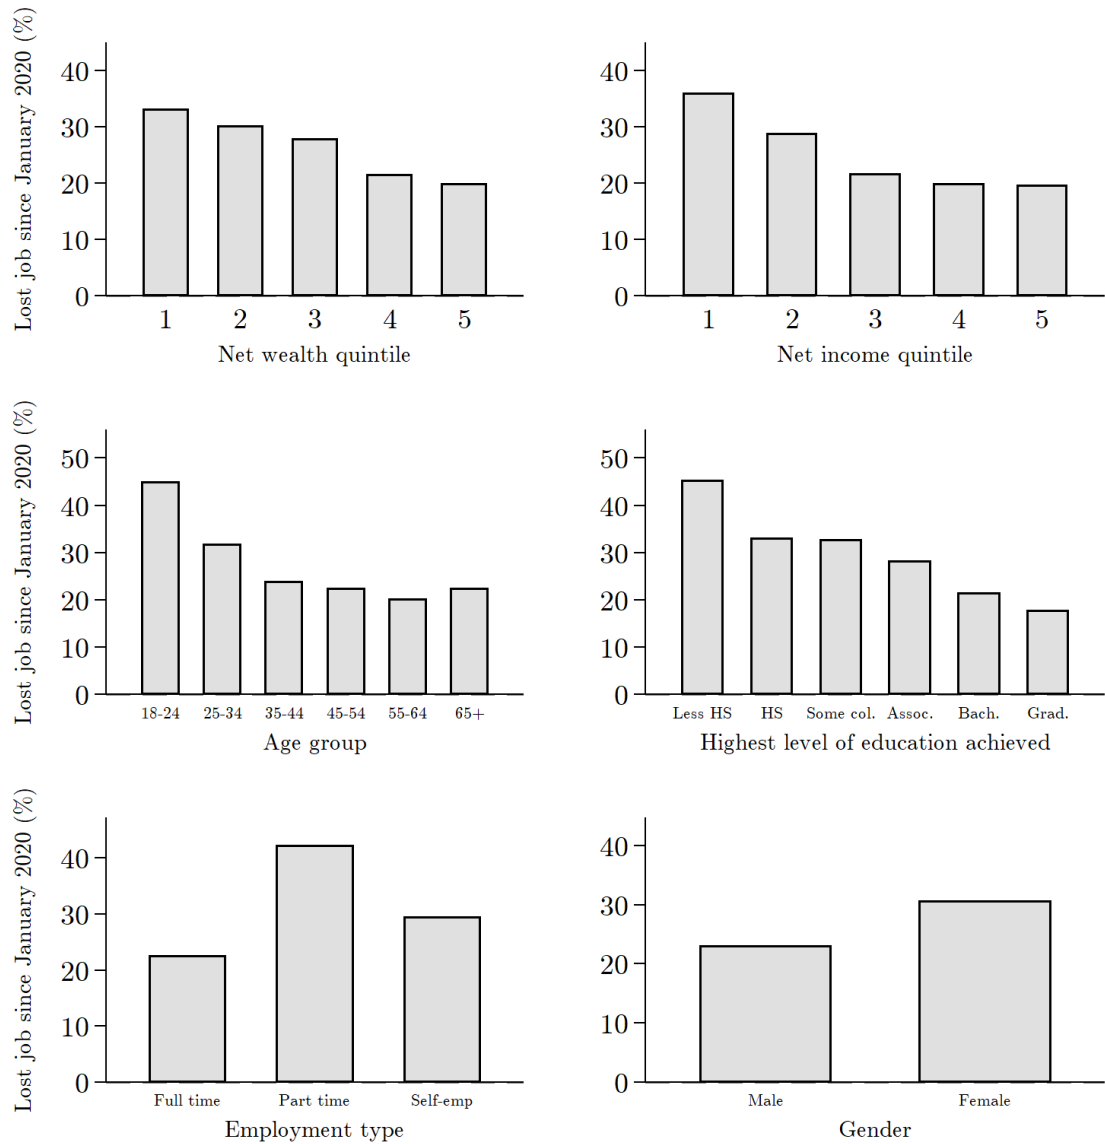 Lost job since January 2020 (%)
40
30
20
10
0
1 2 3 4 5
Net wealth quintile
40
30
20
10
0
1 2 3 4 5
Net income quintile
Lost job since January 2020 (%)
50
40
30
20
10
0
18-24 25-34 35-44 45-54 55-64 65+
Age group
50
40
30
20
10
0
Less HS HS Some col. Assoc. Bach. Grad.
Highest level of education achieved
Lost job since January 2020 (%)
40
30
20
10
0
Full time Part time Self-emp
Employment type
40
30
20
10
0
Male Female
Gender